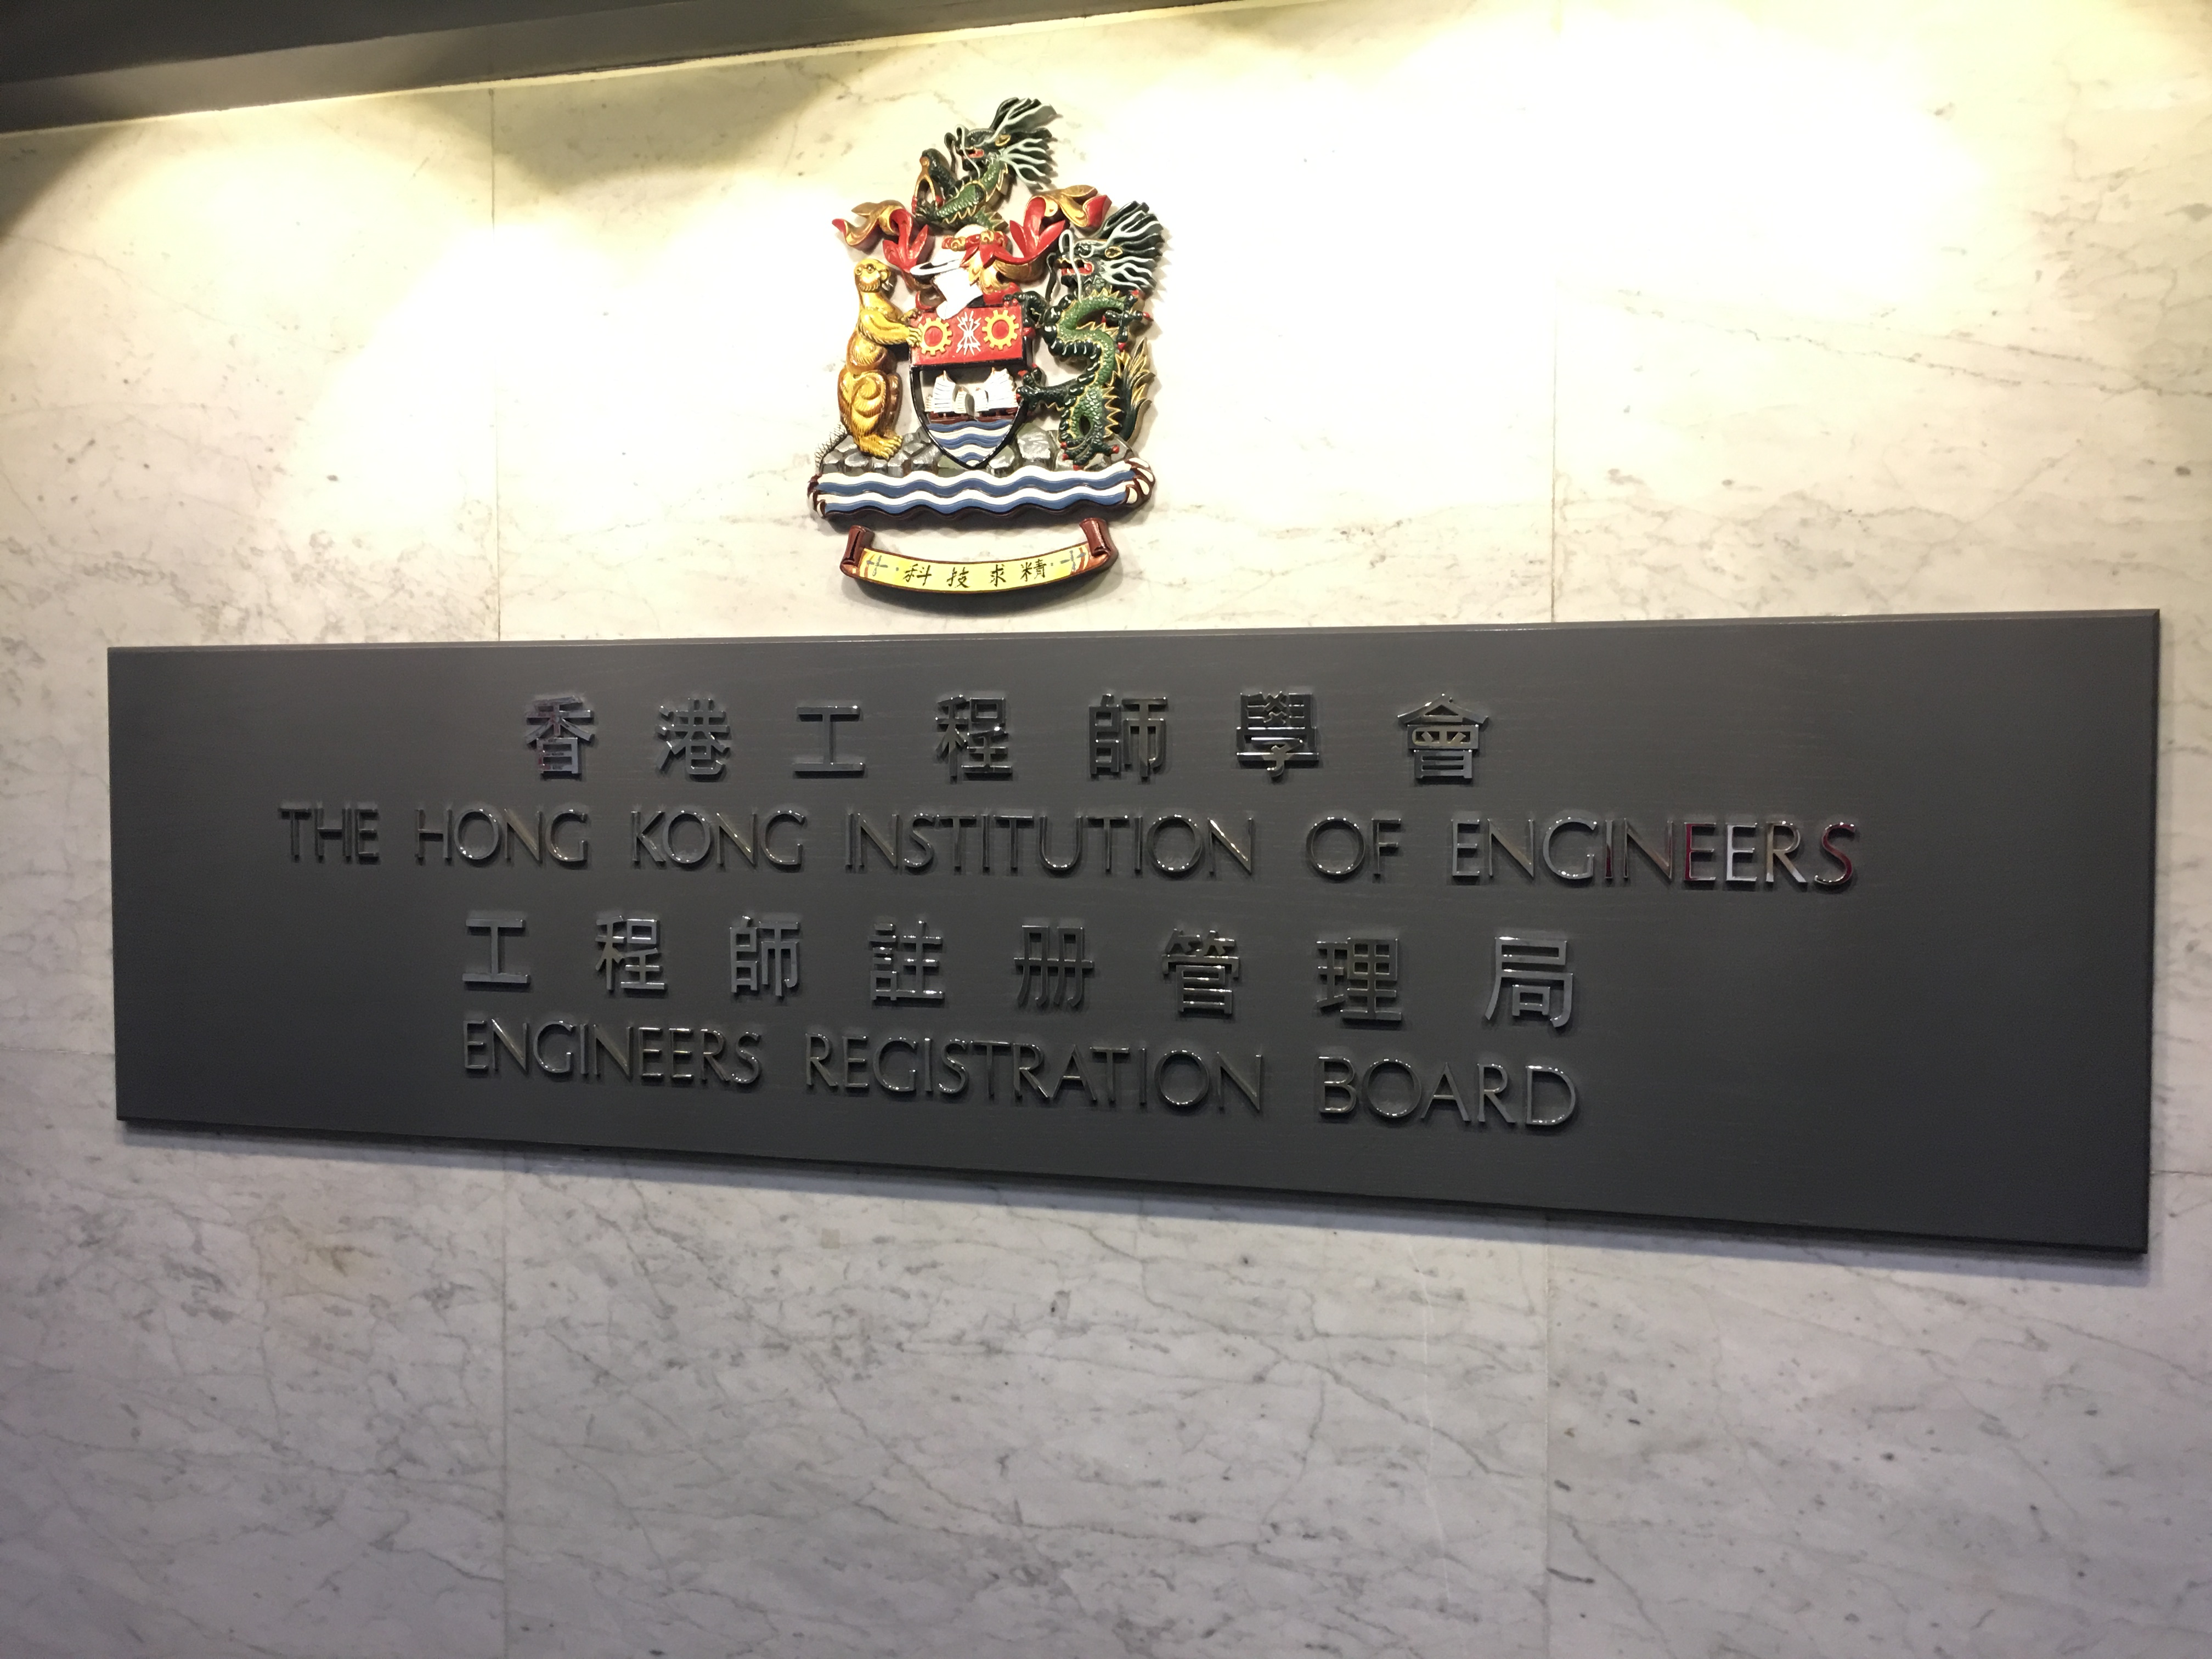 科技求精
香港工程師學會
THE HONG KONG INSTITUTION OF ENGINEERS
工程師註册管理局
ENGINEERS REGISTRATION BOARD